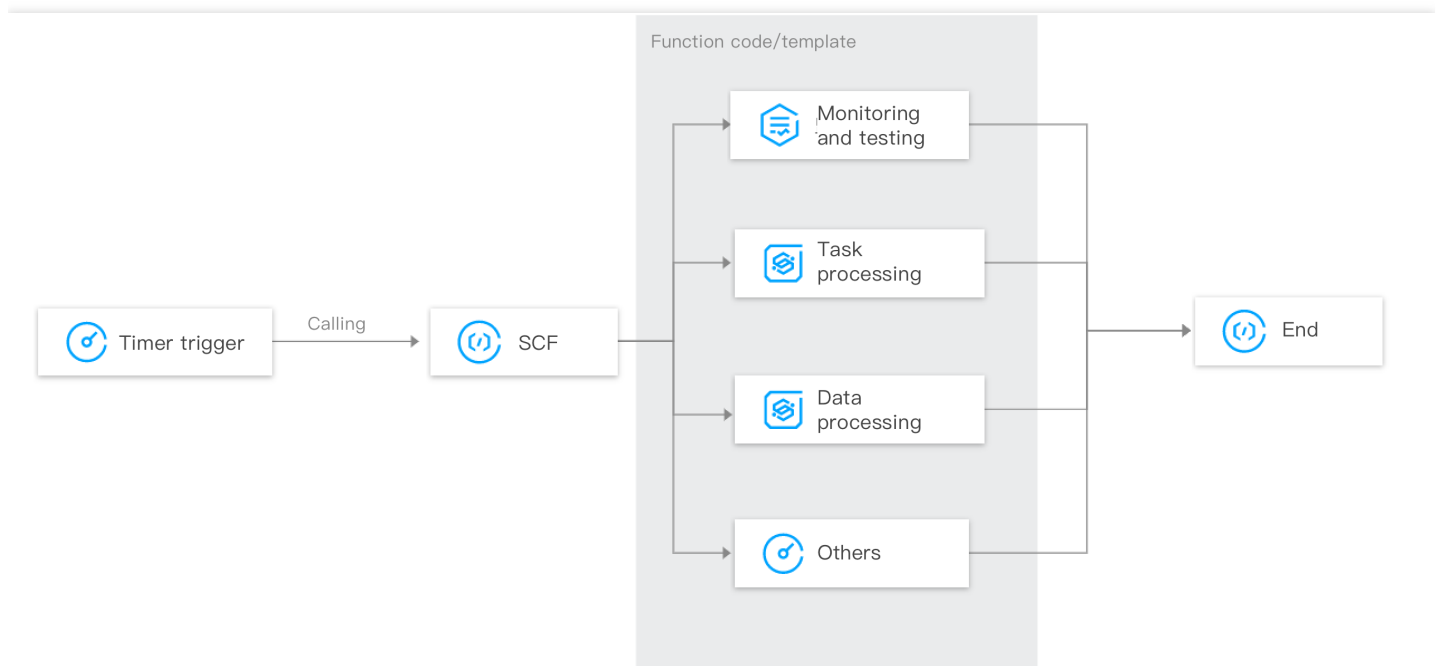 Function code/template
Monitoring
and testing
Task
processing
Timer trigger
Calling
SCF
Data
processing
Others
End